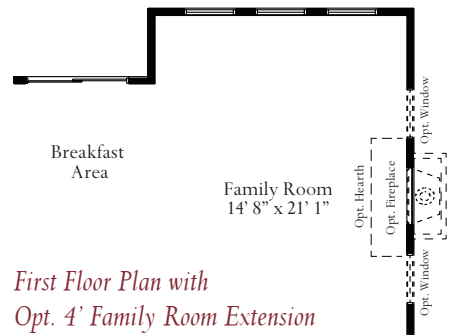 Breakfast
Area
Family Room
14' 8" x 21' 1"
Opt. Window
Opt. Hearth
Opt. Fireplace
Opt. Window
First Floor Plan with
Opt. 4' Family Room Extension